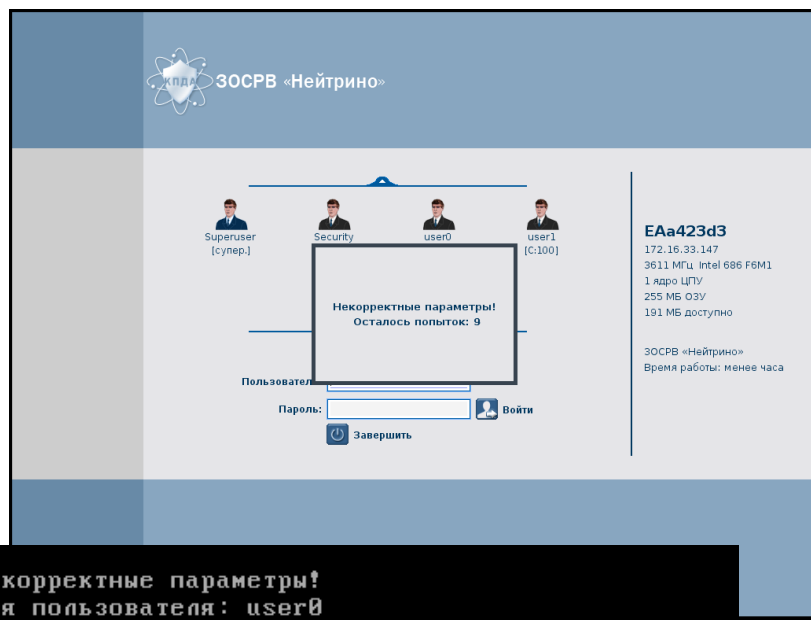 КПДА ЗОСРВ «Нейтрино»
Superuser Security user0 user1
[супер.] [C:100]
Некорректные параметры!
Осталось попыток: 9
Пользовател
Пароль: Войти
Завершить
EAa423d3
172.16.33.147
3611 МГц Intel 686 F6M1
1 ядро ЦПУ
255 МБ ОЗУ
191 МБ доступно
ЗОСРВ «Нейтрино»
Время работы: менее часа
корректные параметры!
я пользователя: user0